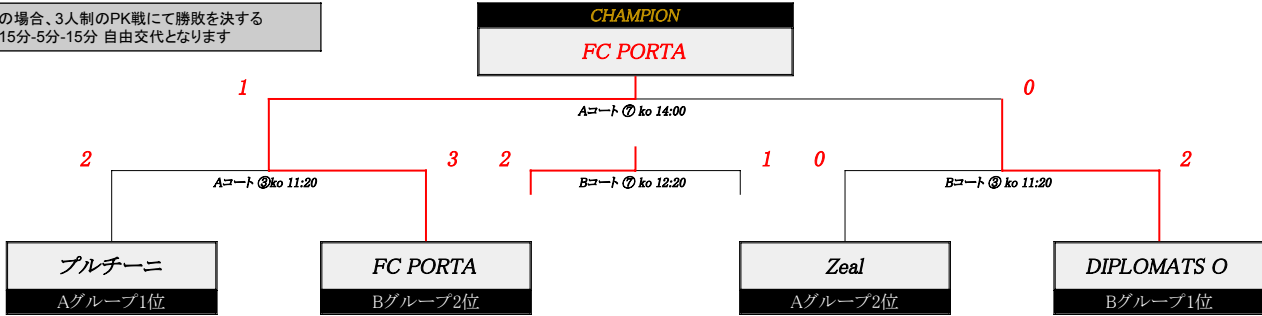 の場合、3人制のPK戦にて勝敗を決する
15分-5分-15分 自由交代となります
CHAMPION
FC PORTA
1
0
Aコート ⑦ ko 14:00
2
3
2
1
0
2
Aコート ③ko 11:20
Bコート ⑦ ko 12:20
Bコート ③ ko 11:20
プルチーニ
FC PORTA
Zeal
DIPLOMATS O
Aグループ1位
Bグループ2位
Aグループ2位
Bグループ1位